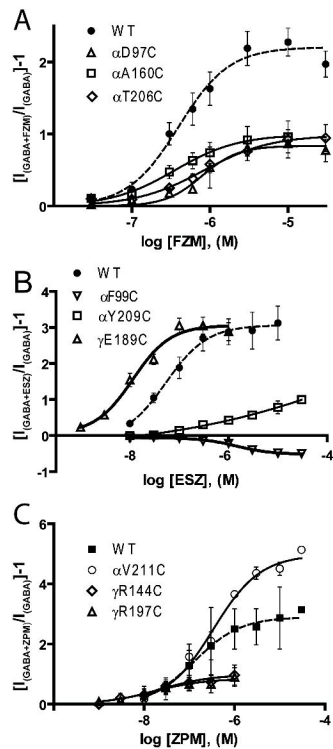 A
WT
αD97C
αA160C
αT206C
[I(GABA+FZM)/I(GABA)]-1
2
1
0
-7
-6
-5
log [FZM], (M)
B
WT
αF99C
αY209C
γE189C
[I(GABA+ESZ)/I(GABA)]-1
4
3
2
1
0
-1
-8
-6
-4
log [ESZ], (M)
C
WT
αV211C
γR144C
γR197C
[I(GABA+ZPM)/I(GABA)]-1
6
4
2
0
-8
-6
-4
log [ZPM], (M)